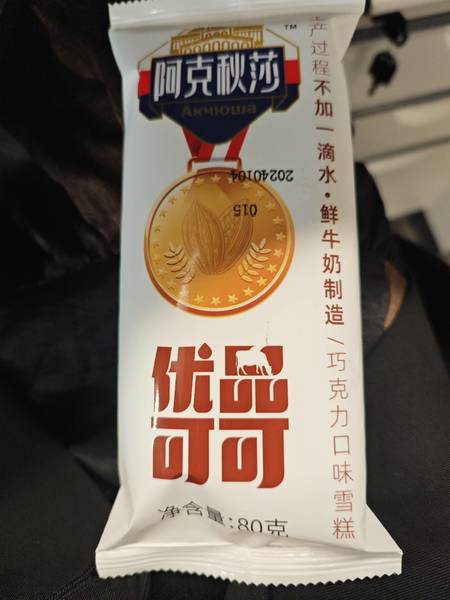 阿克秋莎
TM
Акчюша
20240104
015
优品
可可
净含量:80克
产过程不加一滴水·鲜牛奶制造/巧克力口味雪糕